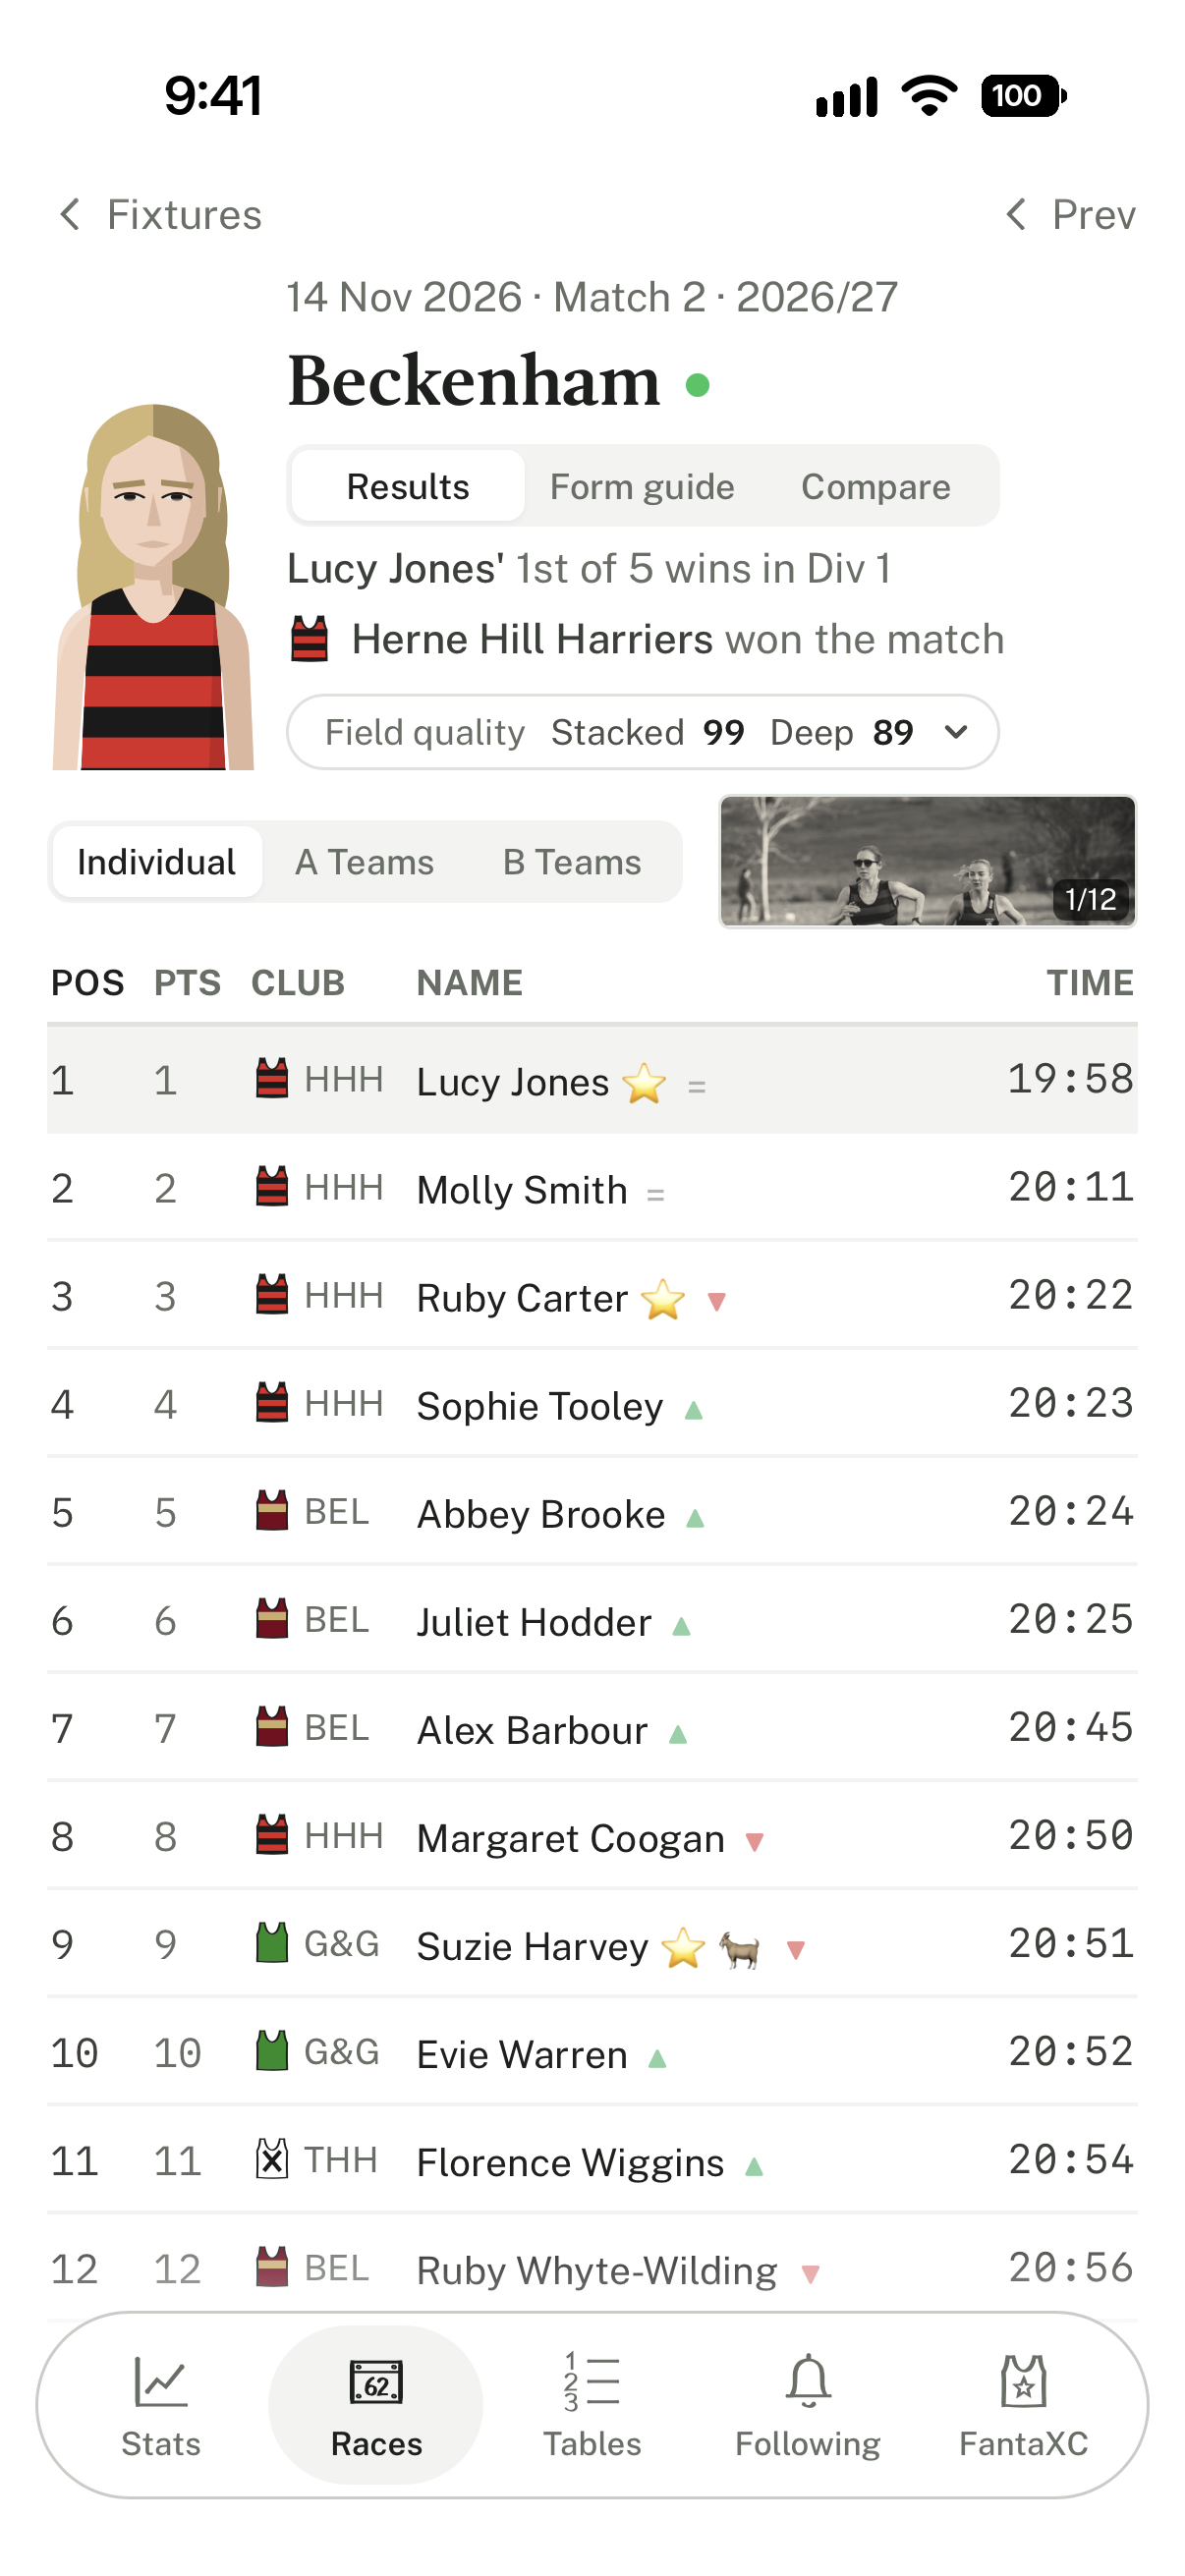 9:41
100
Fixtures
Prev
14 Nov 2026 · Match 2 · 2026/27
Beckenham
Results Form guide Compare
Lucy Jones' 1st of 5 wins in Div 1
Herne Hill Harriers won the match
Field quality Stacked 99 Deep 89
Individual A Teams B Teams
1/12
POS PTS CLUB NAME TIME
1 1 HHH Lucy Jones ⭐ = 19:58
2 2 HHH Molly Smith = 20:11
3 3 HHH Ruby Carter ⭐ ▼ 20:22
4 4 HHH Sophie Tooley ▲ 20:23
5 5 BEL Abbey Brooke ▲ 20:24
6 6 BEL Juliet Hodder ▲ 20:25
7 7 BEL Alex Barbour ▲ 20:45
8 8 HHH Margaret Coogan ▼ 20:50
9 9 G&G Suzie Harvey ⭐ 🐐 ▼ 20:51
10 10 G&G Evie Warren ▲ 20:52
11 11 THH Florence Wiggins ▲ 20:54
12 12 BEL Ruby Whyte-Wilding ▼ 20:56
62
1
2
3
Stats Races Tables Following FantaXC